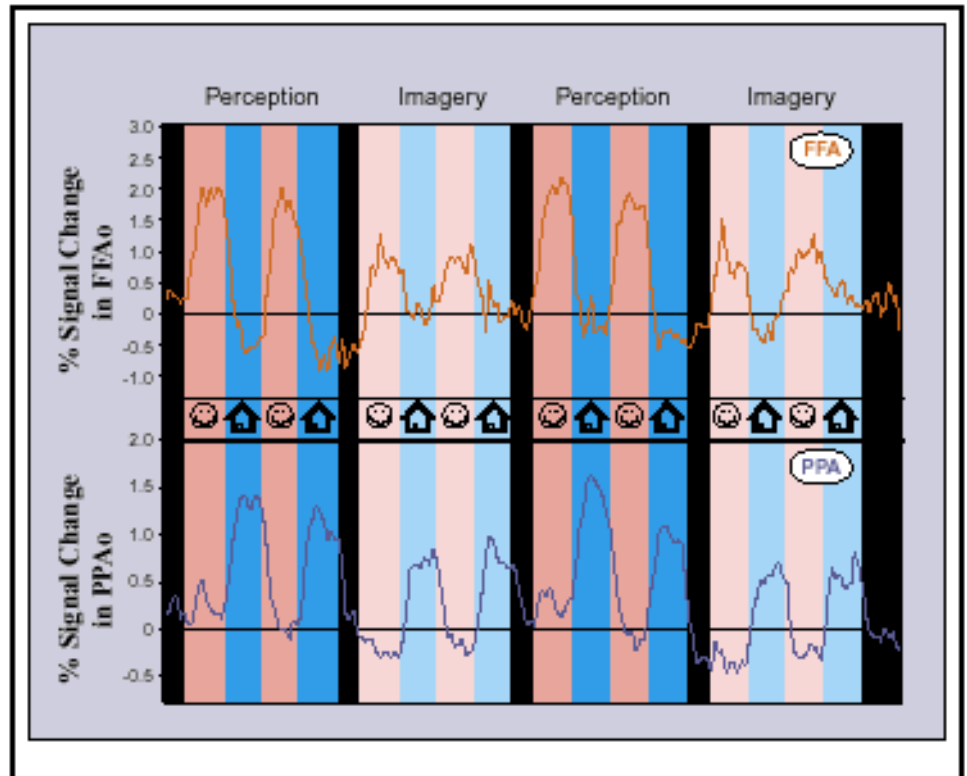 Perception Imagery Perception Imagery
FFA
% Signal Change
in FFAo
3.0
2.5
2.0
1.5
1.0
0.5
0
-0.5
-1.0
PPA
% Signal Change
in PPAo
2.0
1.5
1.0
0.5
0
-0.5